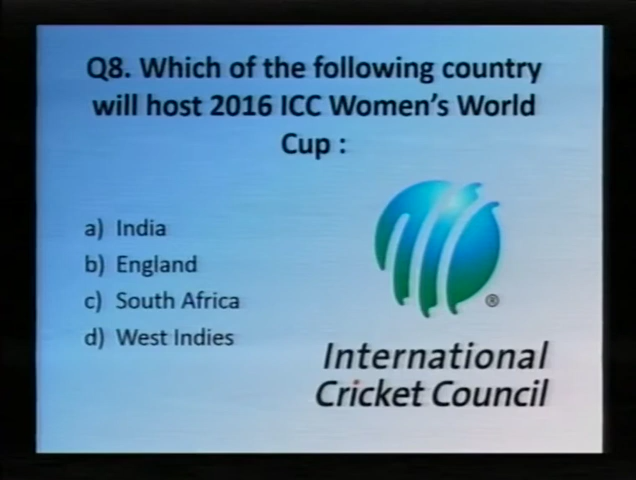 Q8. Which of the following country
will host 2016 ICC Women's World
Cup :
a) India
b) England
c) South Africa
d) West Indies
®
International
Cricket Council